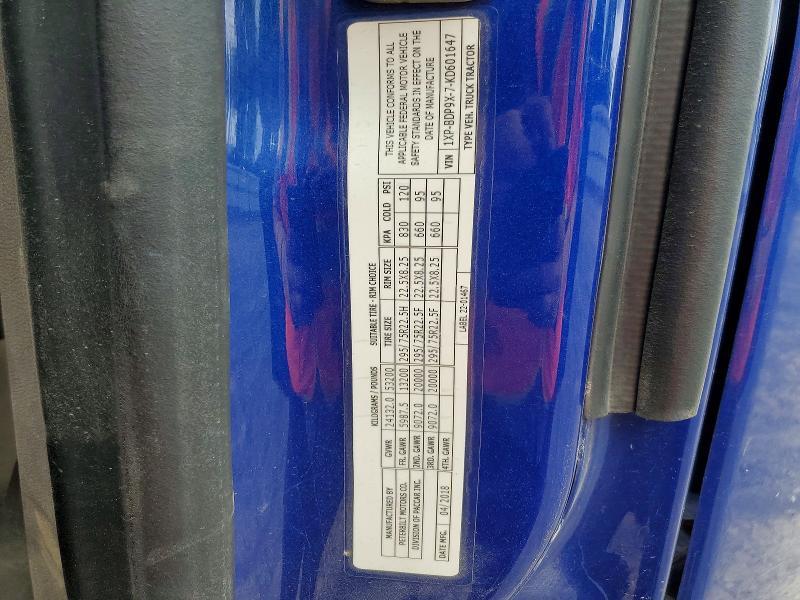 MANUFACTURED BY
PETERBILT MOTORS CO.
DIVISION OF PACCAR INC.
DATE MFG. 04/2018
KILOGRAMS / POUNDS
GVWR 24132.0 53200
FR. GAWR 5987.5 13200
2ND. GAWR 9072.0 20000
3RD. GAWR 9072.0 20000
4TH. GAWR
SUITABLE TIRE - RIM CHOICE
TIRE SIZE RIM SIZE KPA COLD PSI
295/75R22.5H 22.5X8.25 830 120
295/75R22.5F 22.5X8.25 660 95
295/75R22.5F 22.5X8.25 660 95
LABEL 22-01467
THIS VEHICLE CONFORMS TO ALL
APPLICABLE FEDERAL MOTOR VEHICLE
SAFETY STANDARDS IN EFFECT ON THE
DATE OF MANUFACTURE
VIN 1XP-BDP9X-7-KD601647
TYPE VEH. TRUCK TRACTOR